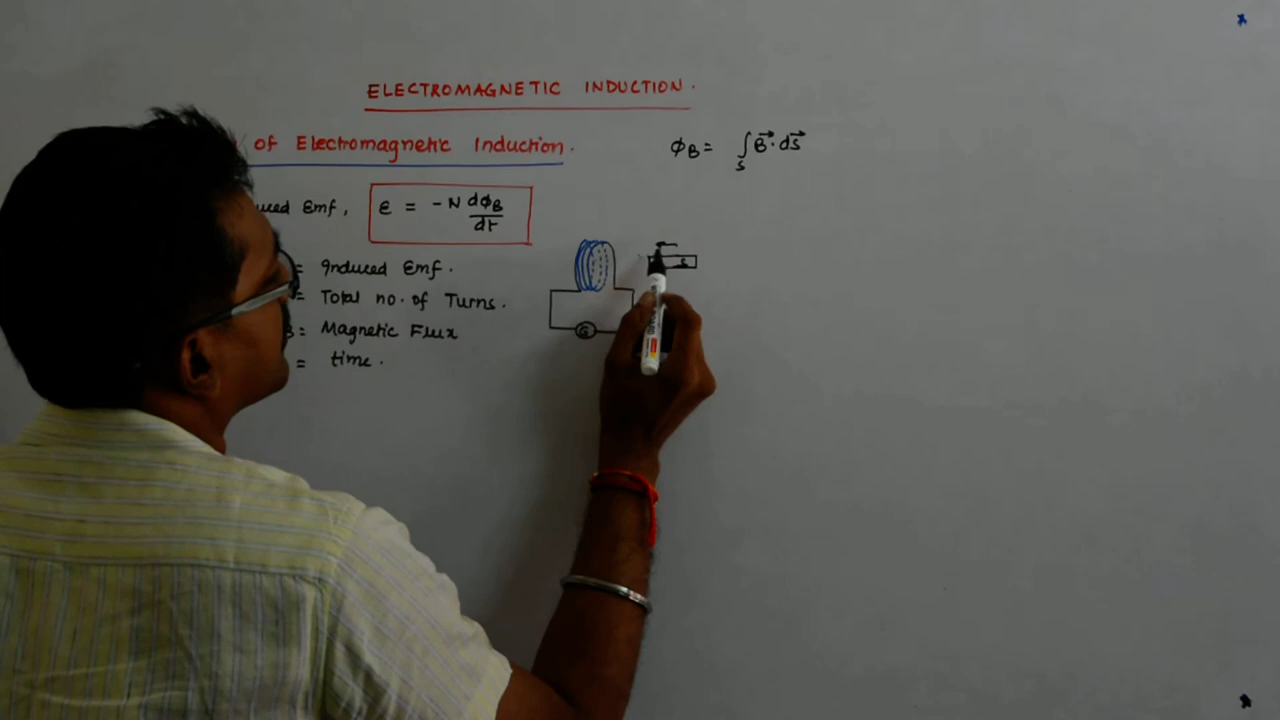 ELECTROMAGNETIC INDUCTION.
of Electromagnetic Induction.
ϕB = ∫S B⃗·dS⃗
Emf, ε = -N dϕB/dt
= Induced Emf.
= Total no. of Turns.
= Magnetic Flux
= time.
S
G